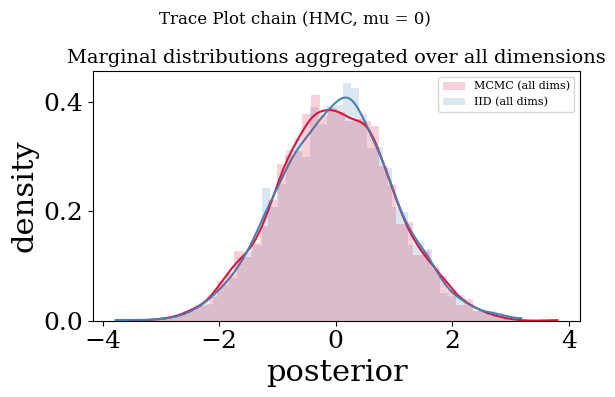 Trace Plot chain (HMC, mu = 0)
Marginal distributions aggregated over all dimensions
MCMC (all dims)
IID (all dims)
density
0.4
0.2
0.0
−4
−2
0
2
4
posterior